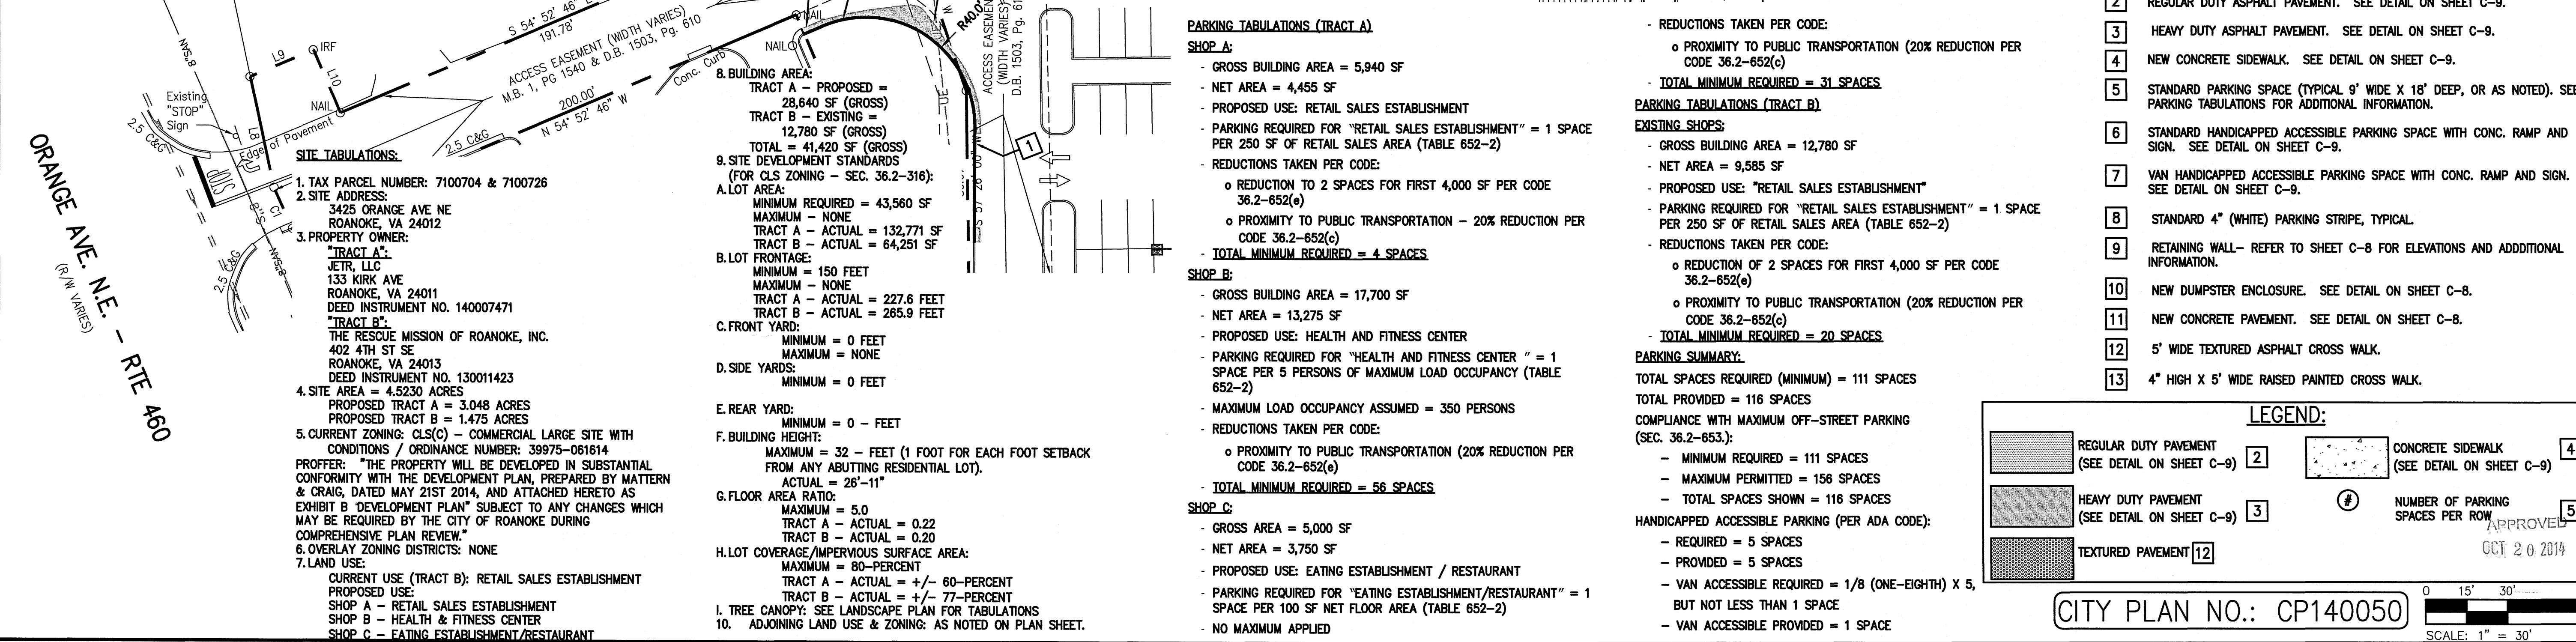 ORANGE AVE. N.E. - RTE 460
(R/W VARIES)
8"SAN
L9
IRF
L10
NAIL
Existing
"STOP"
Sign
2.5 C&G
L8
Edge of Pavement
STOP
C1
8"SAN
2.5 C&G
S 54° 52' 46"
191.78'
ACCESS EASEMENT (WIDTH VARIES)
M.B. 1, PG 1540 & D.B. 1503, Pg. 610
200.00'
N 54° 52' 46" W
2.5 C&G
Conc. Curb
NAIL
NAIL
R40.0'
UE
ACCESS EASEMENT
(WIDTH VARIES)
D.B. 1503, Pg. 61
S 57° 26' 00" W
1
SITE TABULATIONS:
1. TAX PARCEL NUMBER: 7100704 & 7100726
2. SITE ADDRESS:
3425 ORANGE AVE NE
ROANOKE, VA 24012
3. PROPERTY OWNER:
"TRACT A":
JETR, LLC
133 KIRK AVE
ROANOKE, VA 24011
DEED INSTRUMENT NO. 140007471
"TRACT B":
THE RESCUE MISSION OF ROANOKE, INC.
402 4TH ST SE
ROANOKE, VA 24013
DEED INSTRUMENT NO. 130011423
4. SITE AREA = 4.5230 ACRES
PROPOSED TRACT A = 3.048 ACRES
PROPOSED TRACT B = 1.475 ACRES
5. CURRENT ZONING: CLS(C) - COMMERCIAL LARGE SITE WITH
CONDITIONS / ORDINANCE NUMBER: 39975-061614
PROFFER: "THE PROPERTY WILL BE DEVELOPED IN SUBSTANTIAL
CONFORMITY WITH THE DEVELOPMENT PLAN, PREPARED BY MATTERN
& CRAIG, DATED MAY 21ST 2014, AND ATTACHED HERETO AS
EXHIBIT B 'DEVELOPMENT PLAN" SUBJECT TO ANY CHANGES WHICH
MAY BE REQUIRED BY THE CITY OF ROANOKE DURING
COMPREHENSIVE PLAN REVIEW."
6. OVERLAY ZONING DISTRICTS: NONE
7. LAND USE:
CURRENT USE (TRACT B): RETAIL SALES ESTABLISHMENT
PROPOSED USE:
SHOP A - RETAIL SALES ESTABLISHMENT
SHOP B - HEALTH & FITNESS CENTER
SHOP C - EATING ESTABLISHMENT/RESTAURANT
8. BUILDING AREA:
TRACT A - PROPOSED =
28,640 SF (GROSS)
TRACT B - EXISTING =
12,780 SF (GROSS)
TOTAL = 41,420 SF (GROSS)
9. SITE DEVELOPMENT STANDARDS
(FOR CLS ZONING - SEC. 36.2-316):
A. LOT AREA:
MINIMUM REQUIRED = 43,560 SF
MAXIMUM - NONE
TRACT A - ACTUAL = 132,771 SF
TRACT B - ACTUAL = 64,251 SF
B. LOT FRONTAGE:
MINIMUM = 150 FEET
MAXIMUM - NONE
TRACT A - ACTUAL = 227.6 FEET
TRACT B - ACTUAL = 265.9 FEET
C. FRONT YARD:
MINIMUM = 0 FEET
MAXIMUM = NONE
D. SIDE YARDS:
MINIMUM = 0 FEET
E. REAR YARD:
MINIMUM = 0 - FEET
F. BUILDING HEIGHT:
MAXIMUM = 32 - FEET (1 FOOT FOR EACH FOOT SETBACK
FROM ANY ABUTTING RESIDENTIAL LOT).
ACTUAL = 26'-11"
G. FLOOR AREA RATIO:
MAXIMUM = 5.0
TRACT A - ACTUAL = 0.22
TRACT B - ACTUAL = 0.20
H. LOT COVERAGE/IMPERVIOUS SURFACE AREA:
MAXIMUM = 80-PERCENT
TRACT A - ACTUAL = +/- 60-PERCENT
TRACT B - ACTUAL = +/- 77-PERCENT
I. TREE CANOPY: SEE LANDSCAPE PLAN FOR TABULATIONS
10. ADJOINING LAND USE & ZONING: AS NOTED ON PLAN SHEET.
PARKING TABULATIONS (TRACT A)
SHOP A:
- GROSS BUILDING AREA = 5,940 SF
- NET AREA = 4,455 SF
- PROPOSED USE: RETAIL SALES ESTABLISHMENT
- PARKING REQUIRED FOR "RETAIL SALES ESTABLISHMENT" = 1 SPACE
PER 250 SF OF RETAIL SALES AREA (TABLE 652-2)
- REDUCTIONS TAKEN PER CODE:
o REDUCTION TO 2 SPACES FOR FIRST 4,000 SF PER CODE
36.2-652(e)
o PROXIMITY TO PUBLIC TRANSPORTATION - 20% REDUCTION PER
CODE 36.2-652(c)
- TOTAL MINIMUM REQUIRED = 4 SPACES
SHOP B:
- GROSS BUILDING AREA = 17,700 SF
- NET AREA = 13,275 SF
- PROPOSED USE: HEALTH AND FITNESS CENTER
- PARKING REQUIRED FOR "HEALTH AND FITNESS CENTER " = 1
SPACE PER 5 PERSONS OF MAXIMUM LOAD OCCUPANCY (TABLE
652-2)
- MAXIMUM LOAD OCCUPANCY ASSUMED = 350 PERSONS
- REDUCTIONS TAKEN PER CODE:
o PROXIMITY TO PUBLIC TRANSPORTATION (20% REDUCTION PER
CODE 36.2-652(e)
- TOTAL MINIMUM REQUIRED = 56 SPACES
SHOP C:
- GROSS AREA = 5,000 SF
- NET AREA = 3,750 SF
- PROPOSED USE: EATING ESTABLISHMENT / RESTAURANT
- PARKING REQUIRED FOR "EATING ESTABLISHMENT/RESTAURANT" = 1
SPACE PER 100 SF NET FLOOR AREA (TABLE 652-2)
- NO MAXIMUM APPLIED
- REDUCTIONS TAKEN PER CODE:
o PROXIMITY TO PUBLIC TRANSPORTATION (20% REDUCTION PER
CODE 36.2-652(c)
- TOTAL MINIMUM REQUIRED = 31 SPACES
PARKING TABULATIONS (TRACT B)
EXISTING SHOPS:
- GROSS BUILDING AREA = 12,780 SF
- NET AREA = 9,585 SF
- PROPOSED USE: "RETAIL SALES ESTABLISHMENT"
- PARKING REQUIRED FOR "RETAIL SALES ESTABLISHMENT" = 1 SPACE
PER 250 SF OF RETAIL SALES AREA (TABLE 652-2)
- REDUCTIONS TAKEN PER CODE:
o REDUCTION OF 2 SPACES FOR FIRST 4,000 SF PER CODE
36.2-652(e)
o PROXIMITY TO PUBLIC TRANSPORTATION (20% REDUCTION PER
CODE 36.2-652(c)
- TOTAL MINIMUM REQUIRED = 20 SPACES
PARKING SUMMARY:
TOTAL SPACES REQUIRED (MINIMUM) = 111 SPACES
TOTAL PROVIDED = 116 SPACES
COMPLIANCE WITH MAXIMUM OFF-STREET PARKING
(SEC. 36.2-653.):
- MINIMUM REQUIRED = 111 SPACES
- MAXIMUM PERMITTED = 156 SPACES
- TOTAL SPACES SHOWN = 116 SPACES
HANDICAPPED ACCESSIBLE PARKING (PER ADA CODE):
- REQUIRED = 5 SPACES
- PROVIDED = 5 SPACES
- VAN ACCESSIBLE REQUIRED = 1/8 (ONE-EIGHTH) X 5,
BUT NOT LESS THAN 1 SPACE
- VAN ACCESSIBLE PROVIDED = 1 SPACE
2 REGULAR DUTY ASPHALT PAVEMENT. SEE DETAIL ON SHEET C-9.
3 HEAVY DUTY ASPHALT PAVEMENT. SEE DETAIL ON SHEET C-9.
4 NEW CONCRETE SIDEWALK. SEE DETAIL ON SHEET C-9.
5 STANDARD PARKING SPACE (TYPICAL 9' WIDE X 18' DEEP, OR AS NOTED). SEE
PARKING TABULATIONS FOR ADDITIONAL INFORMATION.
6 STANDARD HANDICAPPED ACCESSIBLE PARKING SPACE WITH CONC. RAMP AND
SIGN. SEE DETAIL ON SHEET C-9.
7 VAN HANDICAPPED ACCESSIBLE PARKING SPACE WITH CONC. RAMP AND SIGN.
SEE DETAIL ON SHEET C-9.
8 STANDARD 4" (WHITE) PARKING STRIPE, TYPICAL.
9 RETAINING WALL- REFER TO SHEET C-8 FOR ELEVATIONS AND ADDDITIONAL
INFORMATION.
10 NEW DUMPSTER ENCLOSURE. SEE DETAIL ON SHEET C-8.
11 NEW CONCRETE PAVEMENT. SEE DETAIL ON SHEET C-8.
12 5' WIDE TEXTURED ASPHALT CROSS WALK.
13 4" HIGH X 5' WIDE RAISED PAINTED CROSS WALK.
LEGEND:
REGULAR DUTY PAVEMENT
(SEE DETAIL ON SHEET C-9) 2
HEAVY DUTY PAVEMENT
(SEE DETAIL ON SHEET C-9) 3
TEXTURED PAVEMENT 12
CONCRETE SIDEWALK
(SEE DETAIL ON SHEET C-9) 4
# NUMBER OF PARKING
SPACES PER ROW 5
APPROVED
OCT 20 2014
CITY PLAN NO.: CP140050
0 15' 30'
SCALE: 1" = 30'